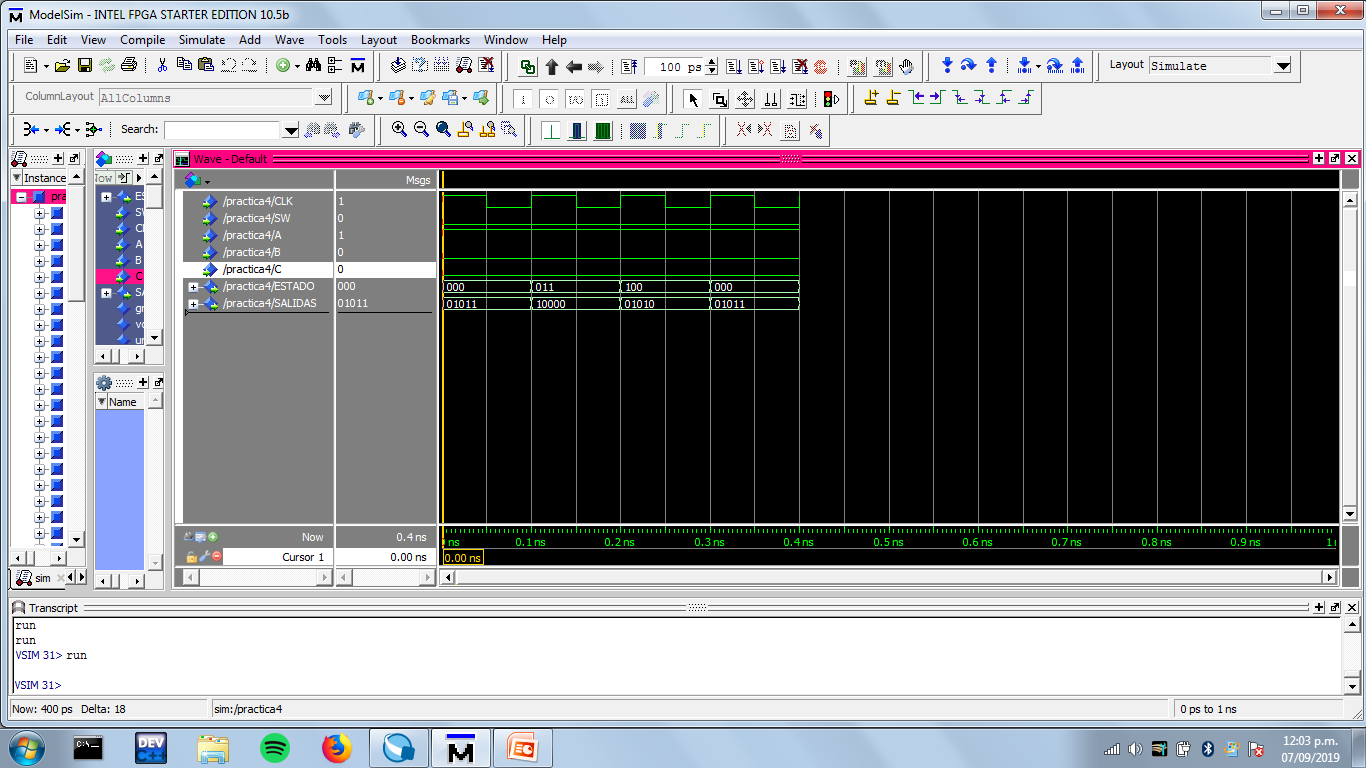 ModelSim - INTEL FPGA STARTER EDITION 10.5b
File Edit View Compile Simulate Add Wave Tools Layout Bookmarks Window Help
100 ps
Layout Simulate
ColumnLayout AllColumns
Search:
Wave - Default
Instance
Msgs
/practica4/CLK 1
/practica4/SW 0
/practica4/A 1
/practica4/B 0
/practica4/C 0
/practica4/ESTADO 000 000 011 100 000
/practica4/SALIDAS 01011 01011 10000 01010 01011
pra
ES
SW
A
B
C
SA
Name
Now 0.4 ns
ns 0.1 ns 0.2 ns 0.3 ns 0.4 ns 0.5 ns 0.6 ns 0.7 ns 0.8 ns 0.9 ns
Cursor 1 0.00 ns 0.00 ns
sim
Transcript
run
run
VSIM 31> run
VSIM 31>
Now: 400 ps Delta: 18 sim:/practica4 0 ps to 1 ns
C:\_
DEV
C++
M
12:03 p.m.
07/09/2019